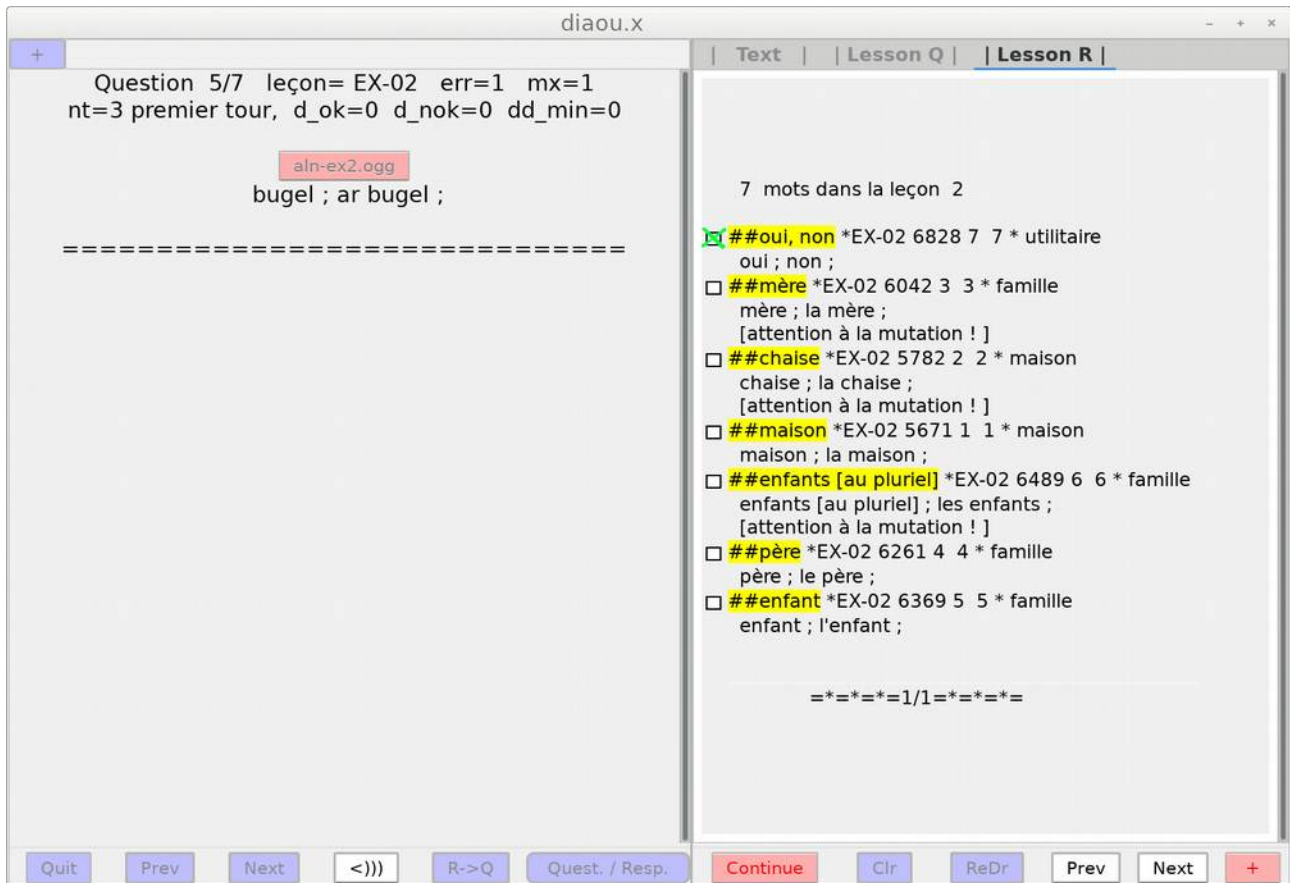 diaou.x
+
Question 5/7 leçon= EX-02 err=1 mx=1
nt=3 premier tour, d_ok=0 d_nok=0 dd_min=0
aln-ex2.ogg
bugel ; ar bugel ;
==============================
Quit Prev Next <))) R->Q Quest. / Resp.
| Text | | Lesson Q | | Lesson R |
7 mots dans la leçon 2
##oui, non *EX-02 6828 7 7 * utilitaire
oui ; non ;
##mère *EX-02 6042 3 3 * famille
mère ; la mère ;
[attention à la mutation ! ]
##chaise *EX-02 5782 2 2 * maison
chaise ; la chaise ;
[attention à la mutation ! ]
##maison *EX-02 5671 1 1 * maison
maison ; la maison ;
##enfants [au pluriel] *EX-02 6489 6 6 * famille
enfants [au pluriel] ; les enfants ;
[attention à la mutation ! ]
##père *EX-02 6261 4 4 * famille
père ; le père ;
##enfant *EX-02 6369 5 5 * famille
enfant ; l'enfant ;
=*=*=*=1/1=*=*=*=
Continue Clr ReDr Prev Next +